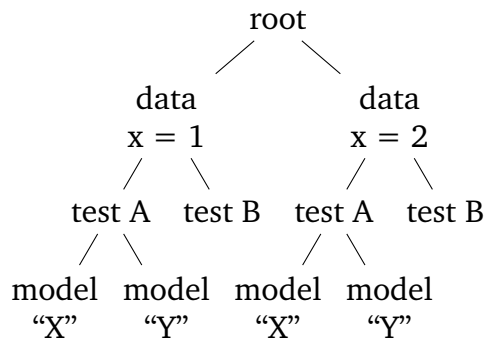 root
data data
x = 1 x = 2
test A test B test A test B
model model model model
“X” “Y” “X” “Y”